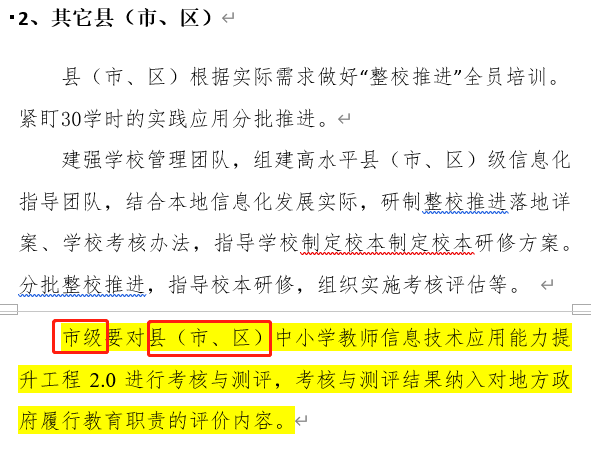 2、其它县（市、区）
县（市、区）根据实际需求做好“整校推进”全员培训。
紧盯30学时的实践应用分批推进。
建强学校管理团队，组建高水平县（市、区）级信息化
指导团队，结合本地信息化发展实际，研制整校推进落地详
案、学校考核办法，指导学校制定校本制定校本研修方案。
分批整校推进，指导校本研修，组织实施考核评估等。
市级要对县（市、区）中小学教师信息技术应用能力提
升工程 2.0 进行考核与测评，考核与测评结果纳入对地方政
府履行教育职责的评价内容。